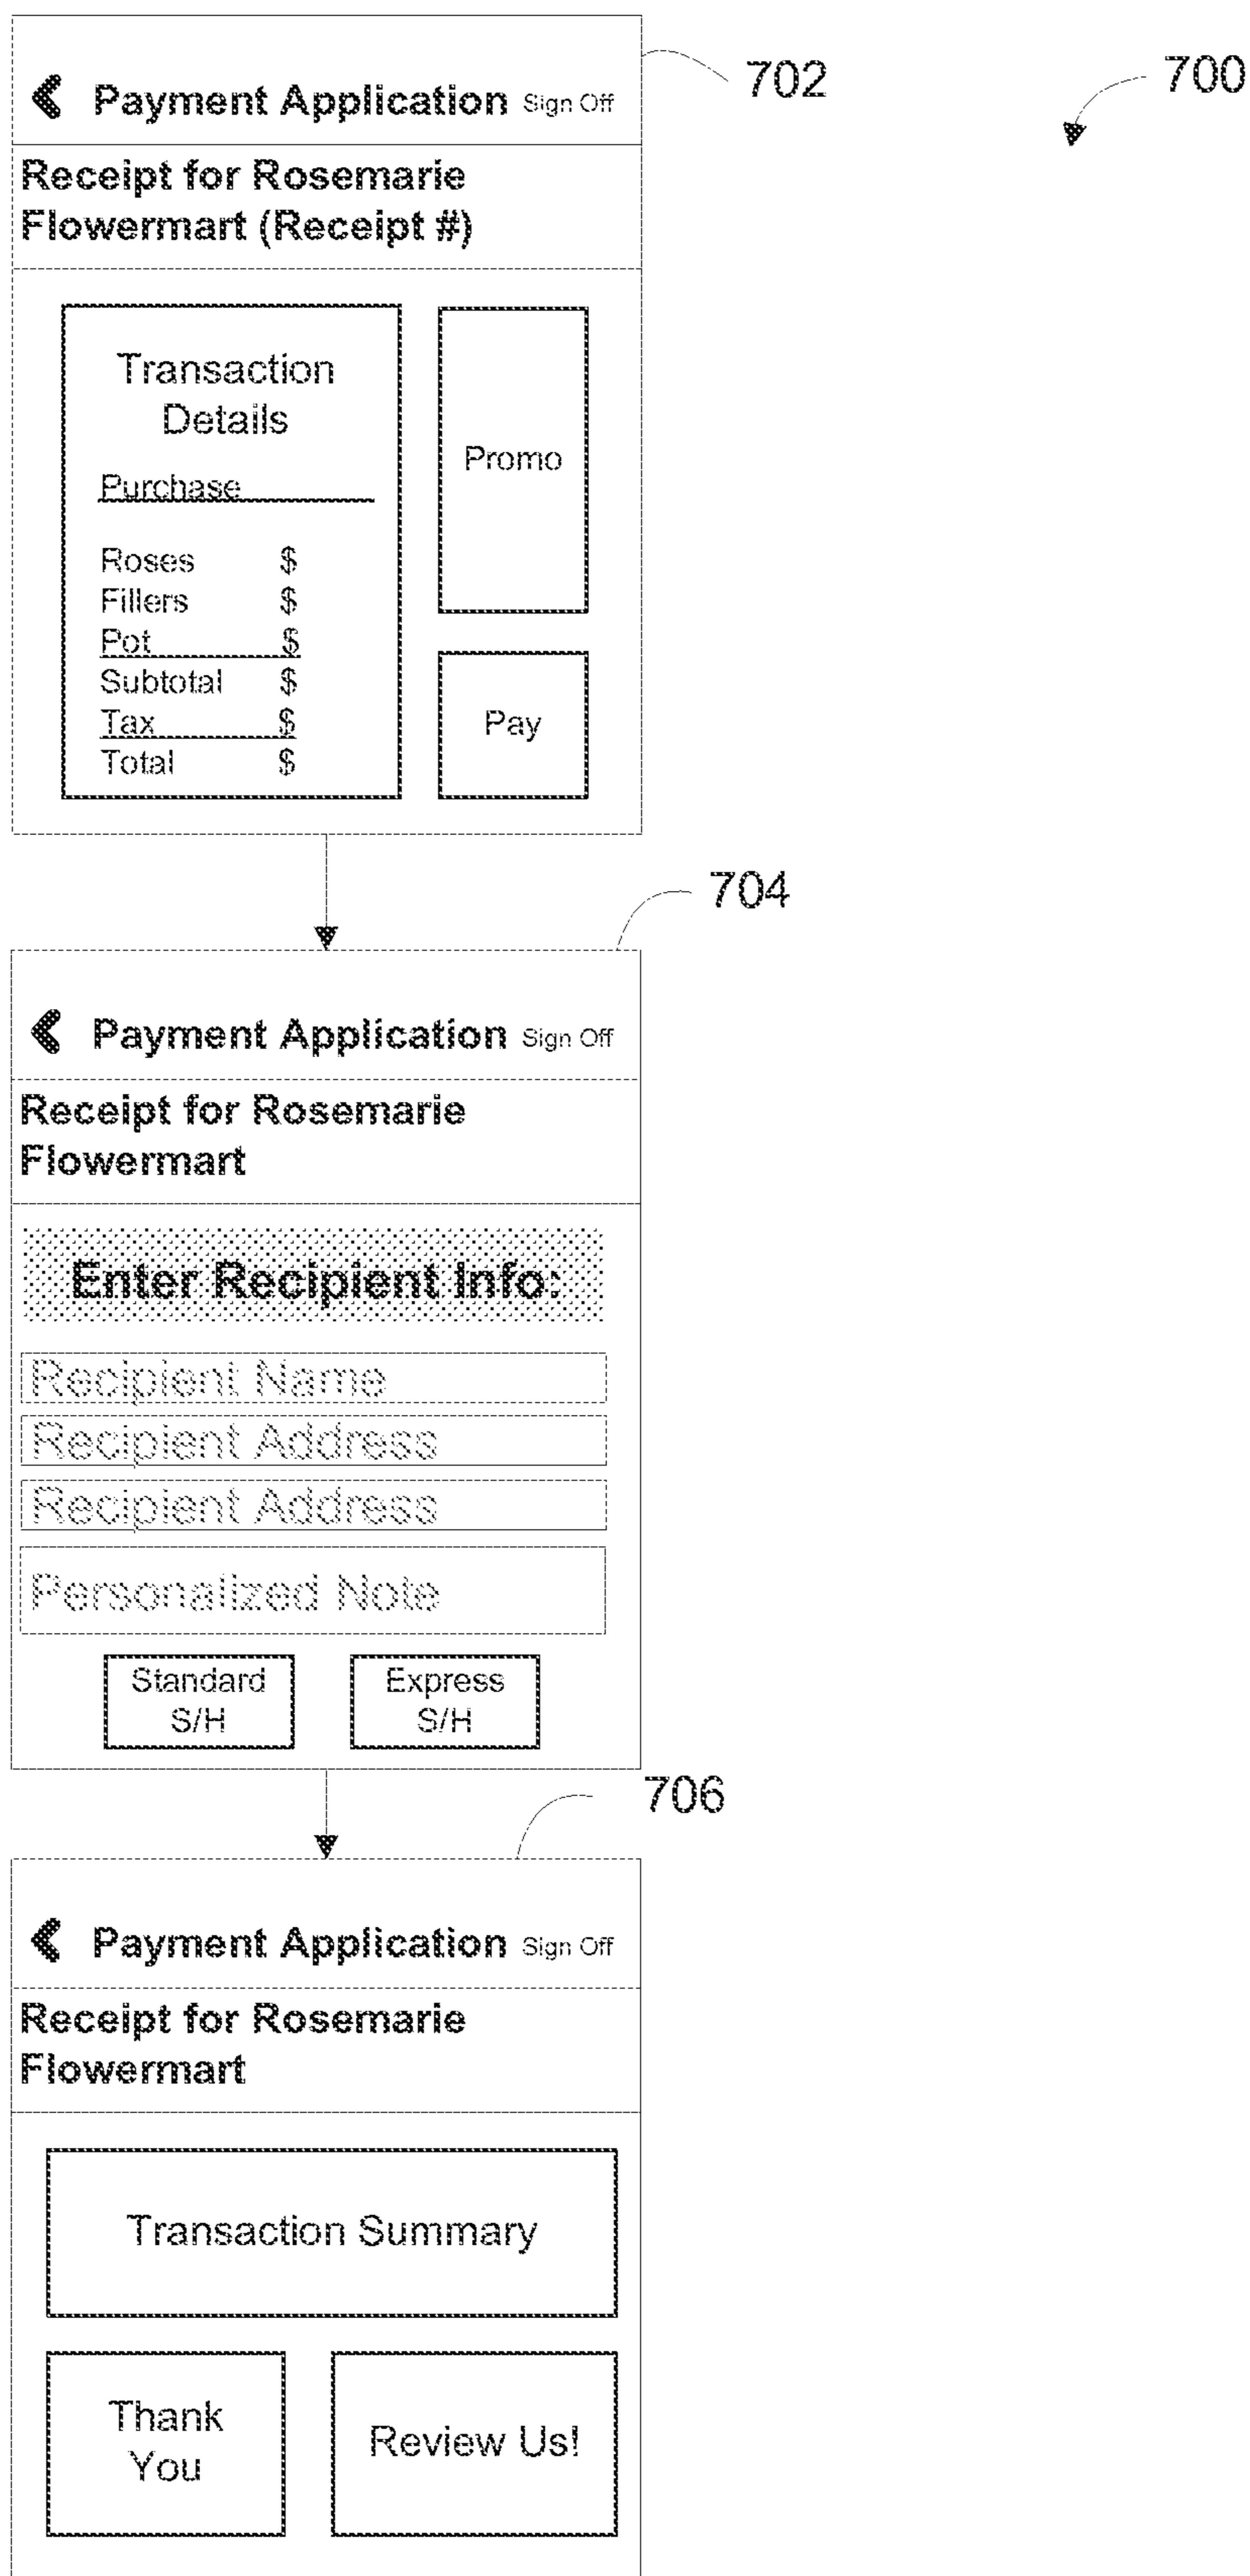 700
702
Payment Application Sign Off
Receipt for Rosemarie
Flowermart (Receipt #)
Transaction
Details
Purchase
Roses $
Fillers $
Pot $
Subtotal $
Tax $
Total $
Promo
Pay
704
Payment Application Sign Off
Receipt for Rosemarie
Flowermart
Enter Recipient Info:
Recipient Name
Recipient Address
Recipient Address
Personalized Note
Standard
S/H
Express
S/H
706
Payment Application Sign Off
Receipt for Rosemarie
Flowermart
Transaction Summary
Thank
You
Review Us!